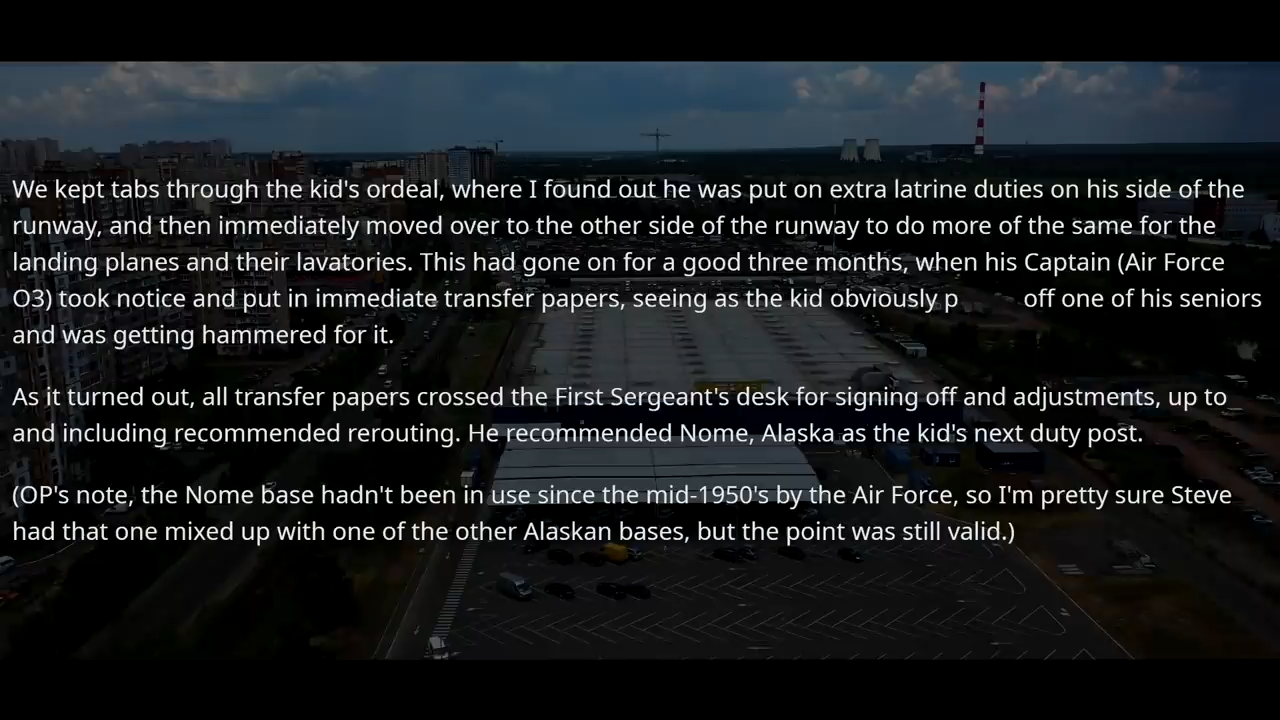 We kept tabs through the kid's ordeal, where I found out he was put on extra latrine duties on his side of the
runway, and then immediately moved over to the other side of the runway to do more of the same for the
landing planes and their lavatories. This had gone on for a good three months, when his Captain (Air Force
O3) took notice and put in immediate transfer papers, seeing as the kid obviously p off one of his seniors
and was getting hammered for it.
As it turned out, all transfer papers crossed the First Sergeant's desk for signing off and adjustments, up to
and including recommended rerouting. He recommended Nome, Alaska as the kid's next duty post.
(OP's note, the Nome base hadn't been in use since the mid-1950's by the Air Force, so I'm pretty sure Steve
had that one mixed up with one of the other Alaskan bases, but the point was still valid.)